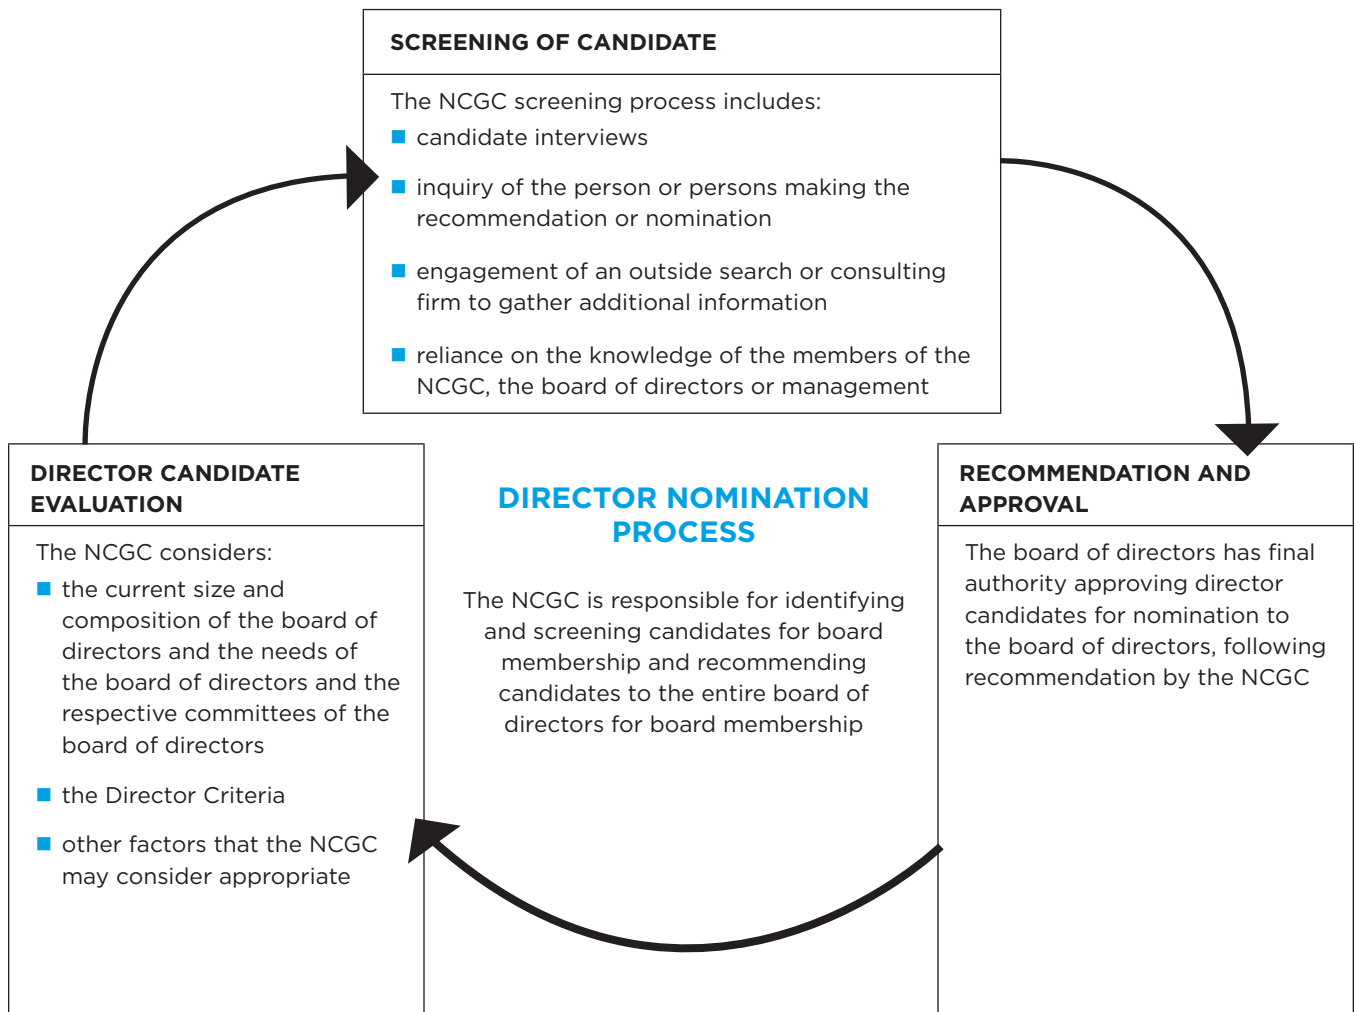 SCREENING OF CANDIDATE
The NCGC screening process includes:
candidate interviews
inquiry of the person or persons making the
recommendation or nomination
engagement of an outside search or consulting
firm to gather additional information
reliance on the knowledge of the members of the
NCGC, the board of directors or management
DIRECTOR CANDIDATE
EVALUATION
The NCGC considers:
the current size and
composition of the board of
directors and the needs of
the board of directors and the
respective committees of the
board of directors
the Director Criteria
other factors that the NCGC
may consider appropriate
DIRECTOR NOMINATION
PROCESS
The NCGC is responsible for identifying
and screening candidates for board
membership and recommending
candidates to the entire board of
directors for board membership
RECOMMENDATION AND
APPROVAL
The board of directors has final
authority approving director
candidates for nomination to
the board of directors, following
recommendation by the NCGC